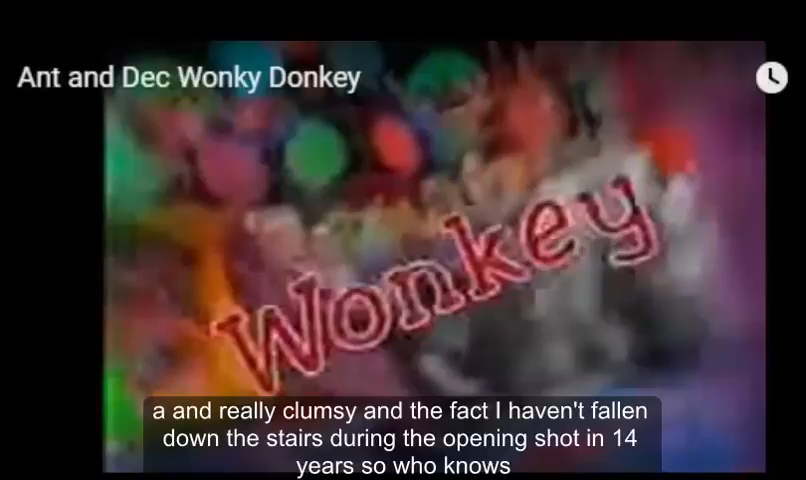 Ant and Dec Wonky Donkey
Wonkey
a and really clumsy and the fact I haven't fallen
down the stairs during the opening shot in 14
years so who knows